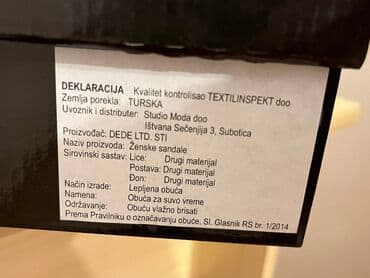 DEKLARACIJA Kvalitet kontrolisao TEXTILINSPEKT doo
Zemlja porekla: TURSKA
Uvoznik i distributer: Studio Moda doo
Ištvana Sečenjija 3, Subotica
Proizvođač: DEDE LTD. STI
Naziv proizvoda: Ženske sandale
Sirovinski sastav: Lice: Drugi materijal
Postava: Drugi materijal
Đon: Drugi materijal
Način izrade: Lepljena obuća
Namena: Obuća za suvo vreme
Održavanje: Obuću vlažno brisati
Prema Pravilniku o označavanju obuće, Sl. Glasnik RS br. 1/2014